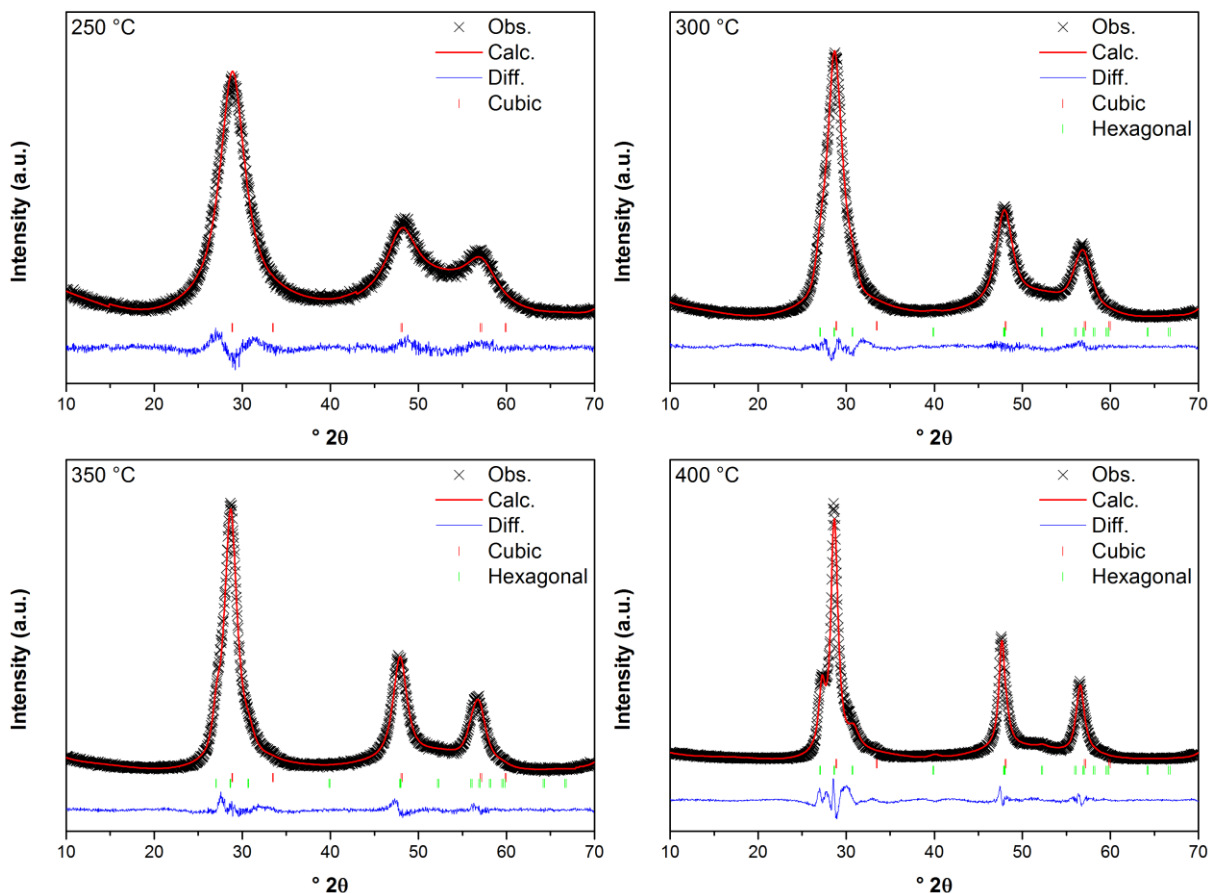 250 °C
Obs.
Calc.
Diff.
Cubic
Intensity (a.u.)
10 20 30 40 50 60 70
° 2θ
300 °C
Obs.
Calc.
Diff.
Cubic
Hexagonal
Intensity (a.u.)
10 20 30 40 50 60 70
° 2θ
350 °C
Obs.
Calc.
Diff.
Cubic
Hexagonal
Intensity (a.u.)
10 20 30 40 50 60 70
° 2θ
400 °C
Obs.
Calc.
Diff.
Cubic
Hexagonal
Intensity (a.u.)
10 20 30 40 50 60 70
° 2θ